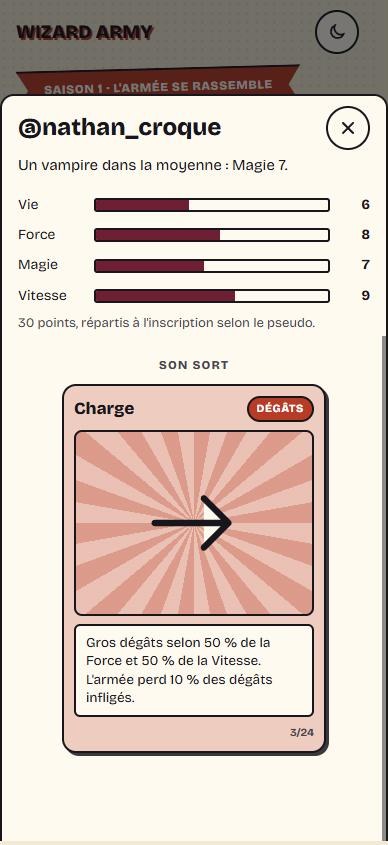 WIZARD ARMY
SAISON 1 - L'ARMÉE SE RASSEMBLE
@nathan_croque
Un vampire dans la moyenne : Magie 7.
Vie 6
Force 8
Magie 7
Vitesse 9
30 points, répartis à l'inscription selon le pseudo.
SON SORT
Charge DÉGÂTS
Gros dégâts selon 50 % de la
Force et 50 % de la Vitesse.
L'armée perd 10 % des dégâts
infligés.
3/24